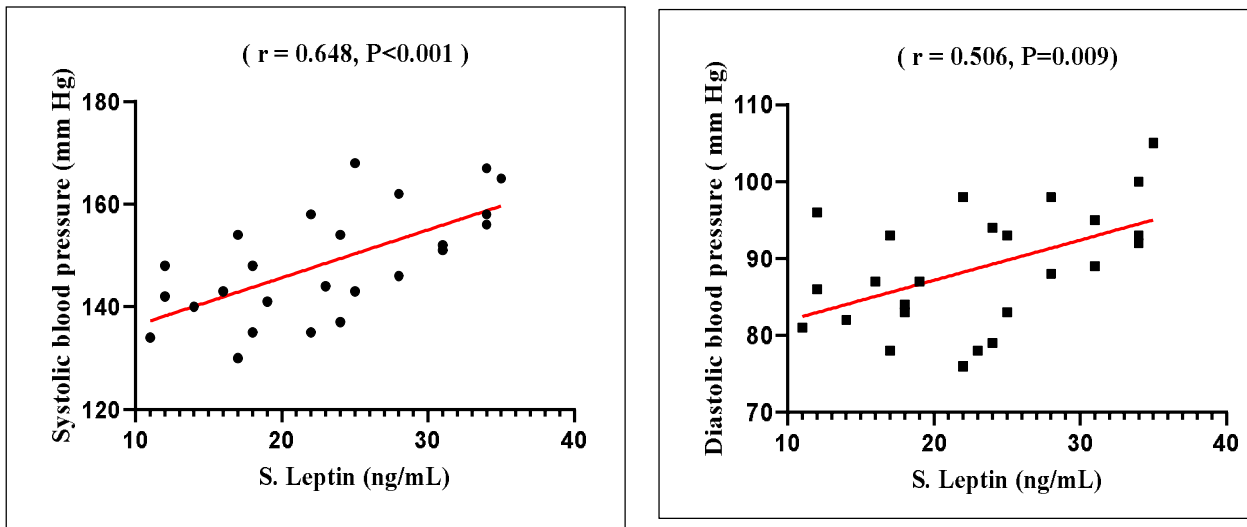 ( r = 0.648, P<0.001 )
Systolic blood pressure (mm Hg)
180
160
140
120
10 20 30 40
S. Leptin (ng/mL)
( r = 0.506, P=0.009)
Diastolic blood pressure ( mm Hg)
110
100
90
80
70
10 20 30 40
S. Leptin (ng/mL)